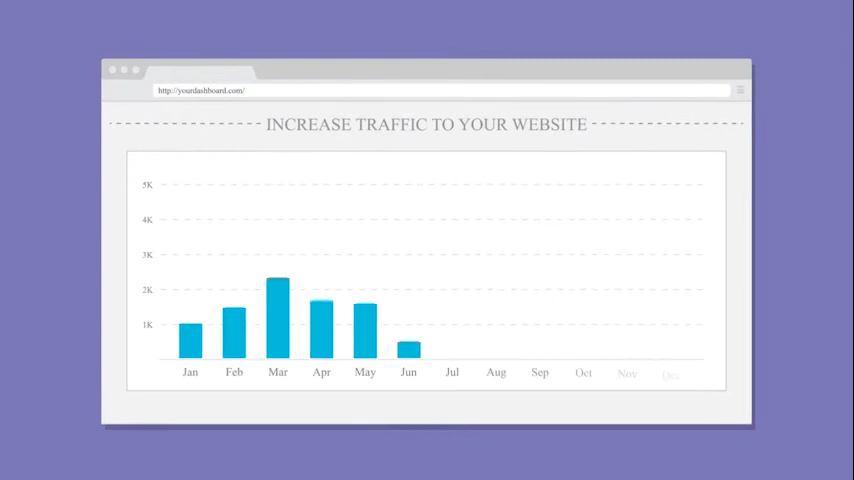 http://yourdashboard.com/
INCREASE TRAFFIC TO YOUR WEBSITE
5K
4K
3K
2K
1K
Jan Feb Mar Apr May Jun Jul Aug Sep Oct Nov Dec